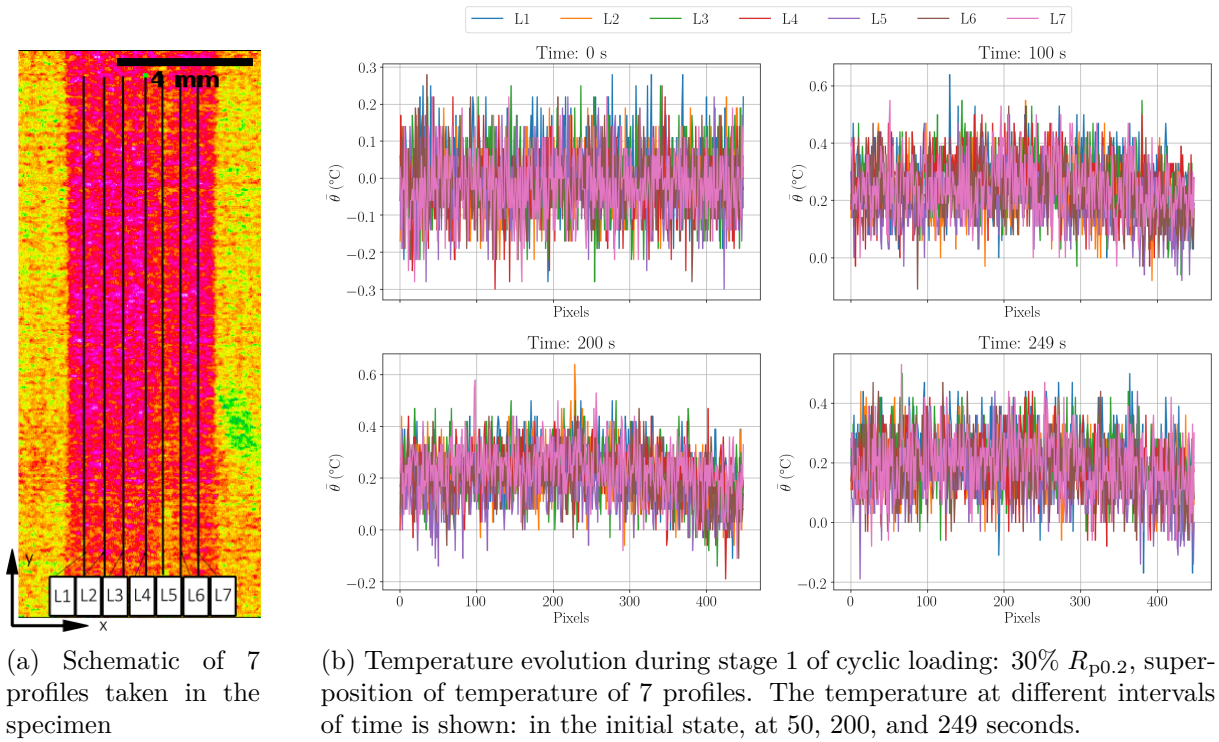 L1 L2 L3 L4 L5 L6 L7
4 mm
Y
L1 L2 L3 L4 L5 L6 L7
X
Time: 0 s
0.3
0.2
0.1
0.0
−0.1
−0.2
−0.3
θ̄ (°C)
Pixels
Time: 100 s
0.6
0.4
0.2
0.0
θ̄ (°C)
Pixels
Time: 200 s
0.6
0.4
0.2
0.0
−0.2
θ̄ (°C)
0 100 200 300 400
Pixels
Time: 249 s
0.4
0.2
0.0
−0.2
θ̄ (°C)
0 100 200 300 400
Pixels
(a) Schematic of 7
profiles taken in the
specimen
(b) Temperature evolution during stage 1 of cyclic loading: 30% Rp0.2, super-
position of temperature of 7 profiles. The temperature at different intervals
of time is shown: in the initial state, at 50, 200, and 249 seconds.